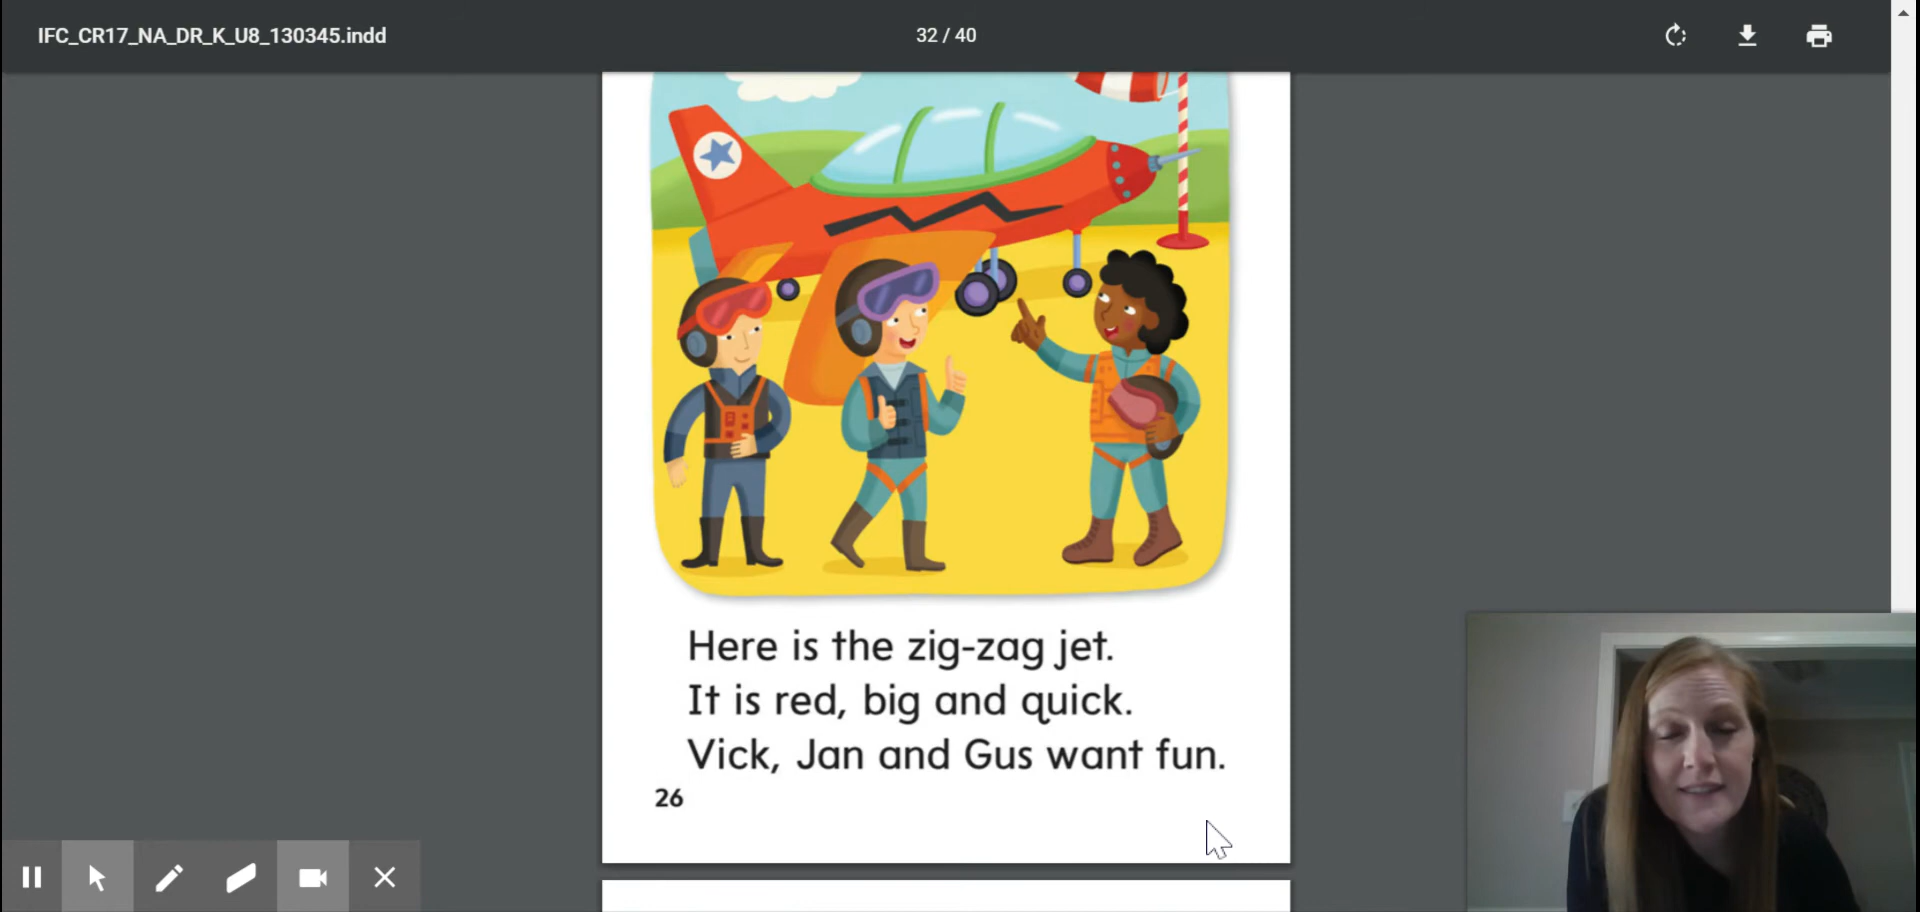 IFC_CR17_NA_DR_K_U8_130345.indd
32 / 40
Here is the zig-zag jet.
It is red, big and quick.
Vick, Jan and Gus want fun.
26